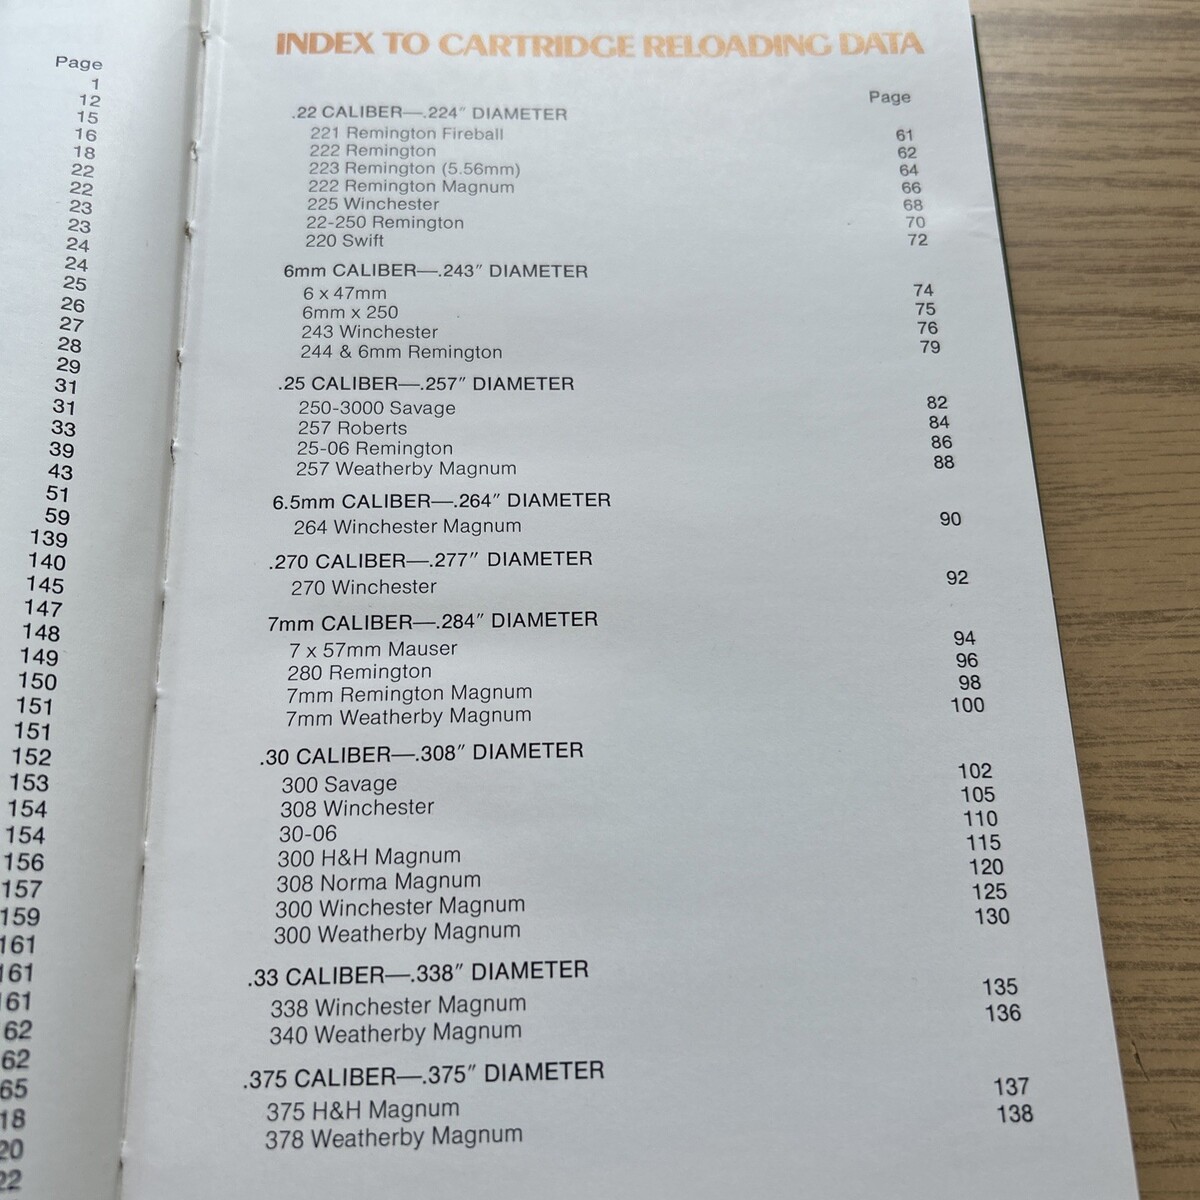 Page
1
12
15
16
18
22
22
23
23
24
24
25
26
27
28
29
31
31
33
39
43
51
59
139
140
145
147
148
149
150
151
151
152
153
154
154
156
157
159
161
161
61
62
62
65
18
20
22
INDEX TO CARTRIDGE RELOADING DATA
Page
.22 CALIBER—.224" DIAMETER
221 Remington Fireball 61
222 Remington 62
223 Remington (5.56mm) 64
222 Remington Magnum 66
225 Winchester 68
22-250 Remington 70
220 Swift 72
6mm CALIBER—.243" DIAMETER
6 x 47mm 74
6mm x 250 75
243 Winchester 76
244 & 6mm Remington 79
.25 CALIBER—.257" DIAMETER
250-3000 Savage 82
257 Roberts 84
25-06 Remington 86
257 Weatherby Magnum 88
6.5mm CALIBER—.264" DIAMETER
264 Winchester Magnum 90
.270 CALIBER—.277" DIAMETER
270 Winchester 92
7mm CALIBER—.284" DIAMETER
7 x 57mm Mauser 94
280 Remington 96
7mm Remington Magnum 98
7mm Weatherby Magnum 100
.30 CALIBER—.308" DIAMETER
300 Savage 102
308 Winchester 105
30-06 110
300 H&H Magnum 115
308 Norma Magnum 120
300 Winchester Magnum 125
300 Weatherby Magnum 130
.33 CALIBER—.338" DIAMETER
338 Winchester Magnum 135
340 Weatherby Magnum 136
.375 CALIBER—.375" DIAMETER
375 H&H Magnum 137
378 Weatherby Magnum 138